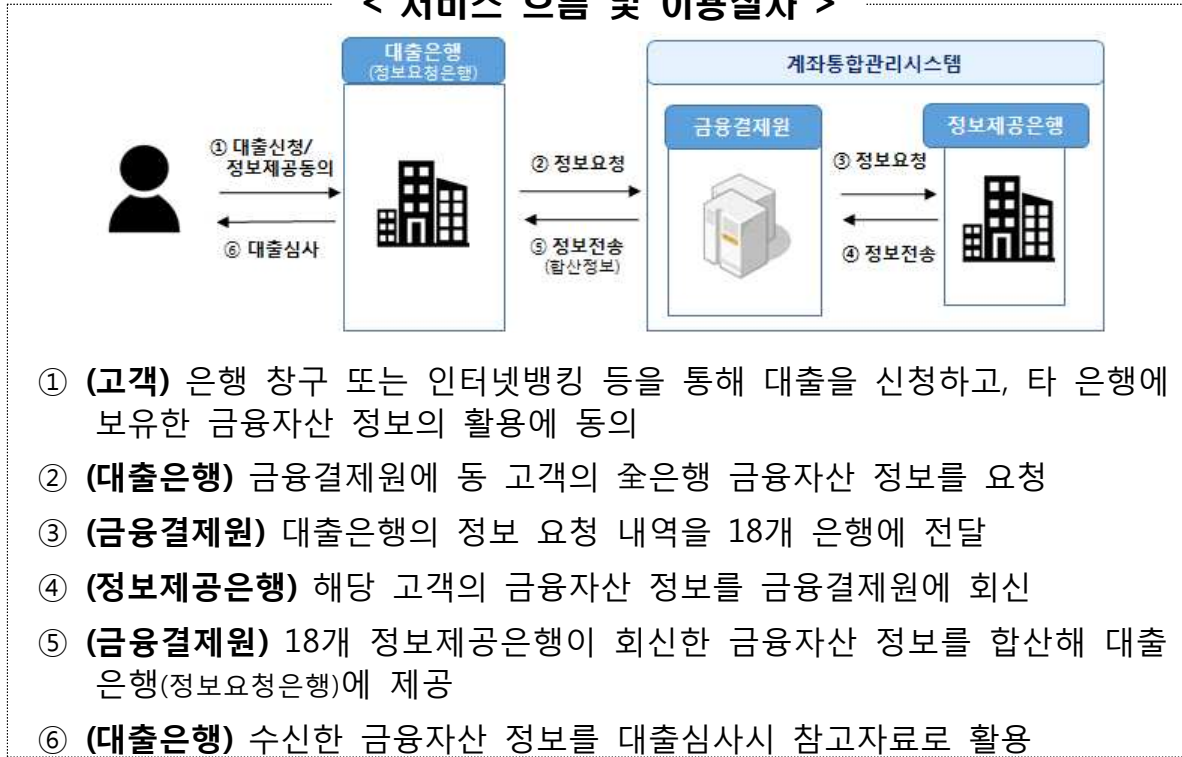 < 서비스 흐름 및 이용절차 >
대출은행
(정보요청은행)
계좌통합관리시스템
금융결제원
정보제공은행
① 대출신청/
정보제공동의
② 정보요청
③ 정보요청
⑥ 대출심사
⑤ 정보전송
(합산정보)
④ 정보전송
① (고객) 은행 창구 또는 인터넷뱅킹 등을 통해 대출을 신청하고, 타 은행에
보유한 금융자산 정보의 활용에 동의
② (대출은행) 금융결제원에 동 고객의 全은행 금융자산 정보를 요청
③ (금융결제원) 대출은행의 정보 요청 내역을 18개 은행에 전달
④ (정보제공은행) 해당 고객의 금융자산 정보를 금융결제원에 회신
⑤ (금융결제원) 18개 정보제공은행이 회신한 금융자산 정보를 합산해 대출
은행(정보요청은행)에 제공
⑥ (대출은행) 수신한 금융자산 정보를 대출심사시 참고자료로 활용